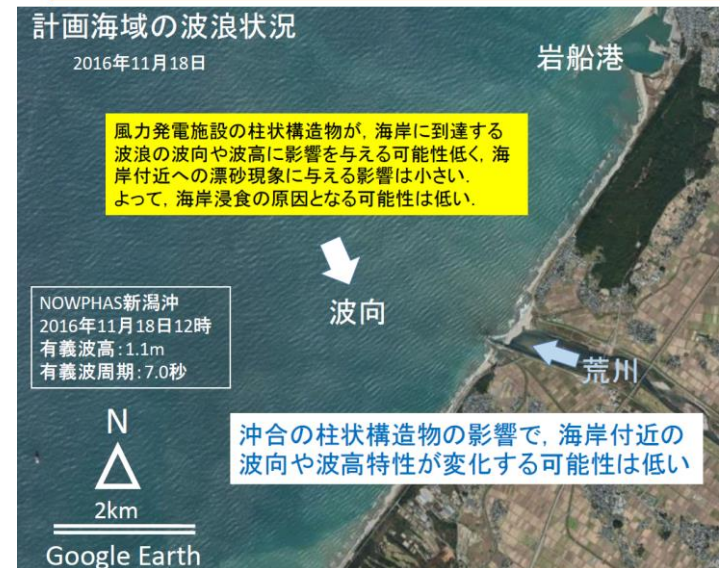 計画海域の波浪状況
2016年11月18日
岩船港
風力発電施設の柱状構造物が，海岸に到達する
波浪の波向や波高に影響を与える可能性低く，海
岸付近への漂砂現象に与える影響は小さい．
よって，海岸浸食の原因となる可能性は低い．
波向
NOWPHAS新潟沖
2016年11月18日12時
有義波高：1.1m
有義波周期：7.0秒
荒川
沖合の柱状構造物の影響で，海岸付近の
波向や波高特性が変化する可能性は低い
N
2km
Google Earth